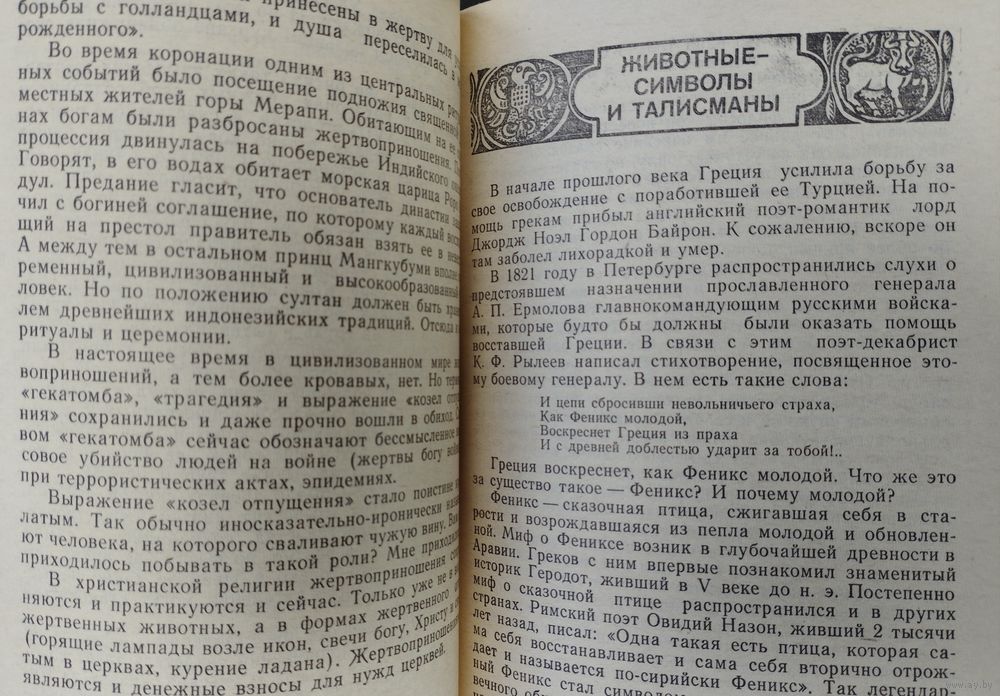 принесены в жертву для
борьбы с голландцами, и душа переселилась в
рожденного».
Во время коронации одним из центральных
ных событий было посещение подножия священной
местных жителей горы Мерапи. Обитающим на ее
нах богам были разбросаны жертвоприношения.
процессия двинулась на побережье Индийского
Говорят, в его водах обитает морская царица
дул. Предание гласит, что основатель династии
чил с богиней соглашение, по которому каждый
щий на престол правитель обязан взять ее в
А между тем в остальном принц Мангкубуми вполне
ременный, цивилизованный и высокообразованный
ловек. Но по положению султан должен быть
лем древнейших индонезийских традиций. Отсюда и
ритуалы и церемонии.
В настоящее время в цивилизованном мире
воприношений, а тем более кровавых, нет. Но
«гекатомба», «трагедия» и выражение «козел
ния» сохранились и даже прочно вошли в обиход.
вом «гекатомба» сейчас обозначают бессмысленное
совое убийство людей на войне (жертвы богу
при террористических актах, эпидемиях.
Выражение «козел отпущения» стало поистине
латым. Так обычно иносказательно-иронически
ют человека, на которого сваливают чужую вину.
приходилось побывать в такой роли? Мне
В христианской религии жертвоприношения
няются и практикуются и сейчас. Только уже не в
жертвенных животных, а в формах жертвенного
(горящие лампады возле икон, свечи богу, Христу и
тым в церквах, курение ладана). Жертвоприношением
являются и денежные взносы для нужд церквей.
ЖИВОТНЫЕ—
СИМВОЛЫ
И ТАЛИСМАНЫ
В начале прошлого века Греция усилила борьбу за
свое освобождение с поработившей ее Турцией. На по-
мощь грекам прибыл английский поэт-романтик лорд
Джордж Ноэл Гордон Байрон. К сожалению, вскоре он
там заболел лихорадкой и умер.
В 1821 году в Петербурге распространились слухи о
предстоявшем назначении прославленного генерала
А. П. Ермолова главнокомандующим русскими войска-
ми, которые будто бы должны были оказать помощь
восставшей Греции. В связи с этим поэт-декабрист
К. Ф. Рылеев написал стихотворение, посвященное это-
му боевому генералу. В нем есть такие слова:
И цепи сбросивши невольничьего страха,
Как Феникс молодой,
Воскреснет Греция из праха
И с древней доблестью ударит за тобой!..
Греция воскреснет, как Феникс молодой. Что же это
за существо такое — Феникс? И почему молодой?
Феникс — сказочная птица, сжигавшая себя в ста-
рости и возрождавшаяся из пепла молодой и обновлен-
ной. Миф о Фениксе возник в глубочайшей древности в
Аравии. Греков с ним впервые познакомил знаменитый
историк Геродот, живший в V веке до н. э. Постепенно
миф о сказочной птице распространился и в других
странах. Римский поэт Овидий Назон, живший 2 тысячи
лет назад, писал: «Одна такая есть птица, которая са-
ма себя восстанавливает и сама себя вторично отрож-
дает и называется по-сирийски Феникс». Так легендар-
ный Феникс стал символом
вечного
www.ay.by